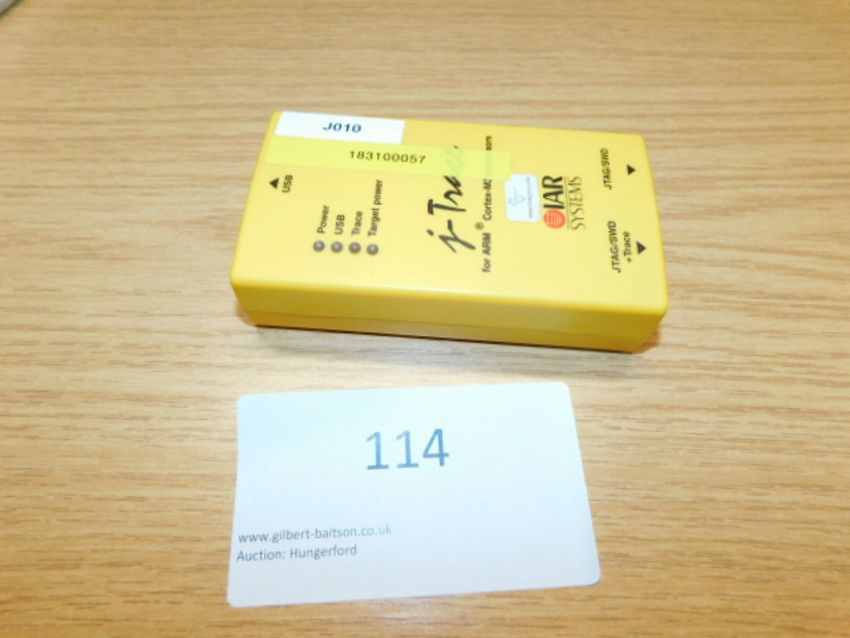 J010
183100057
USB
Power
USB
Trace
Target power
for ARM® Cortex-M3
IAR
SYSTEMS
JTAG/SWD
+Trace
JTAG/SWD
114
www.gilbert-baitson.co.uk
Auction: Hungerford